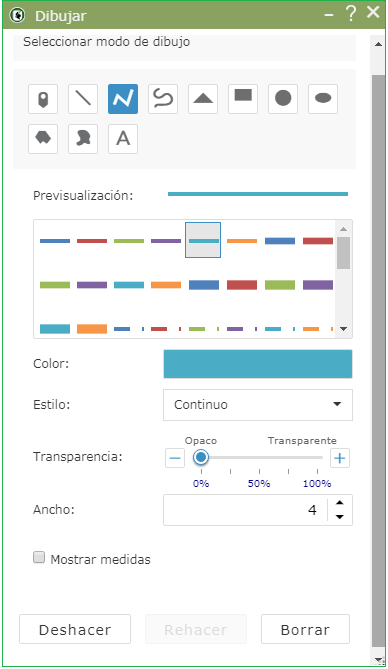 Dibujar
Seleccionar modo de dibujo
A
Previsualización:
Color:
Estilo: Continuo
Opaco Transparente
Transparencia:
0% 50% 100%
Ancho: 4
Mostrar medidas
Deshacer Rehacer Borrar